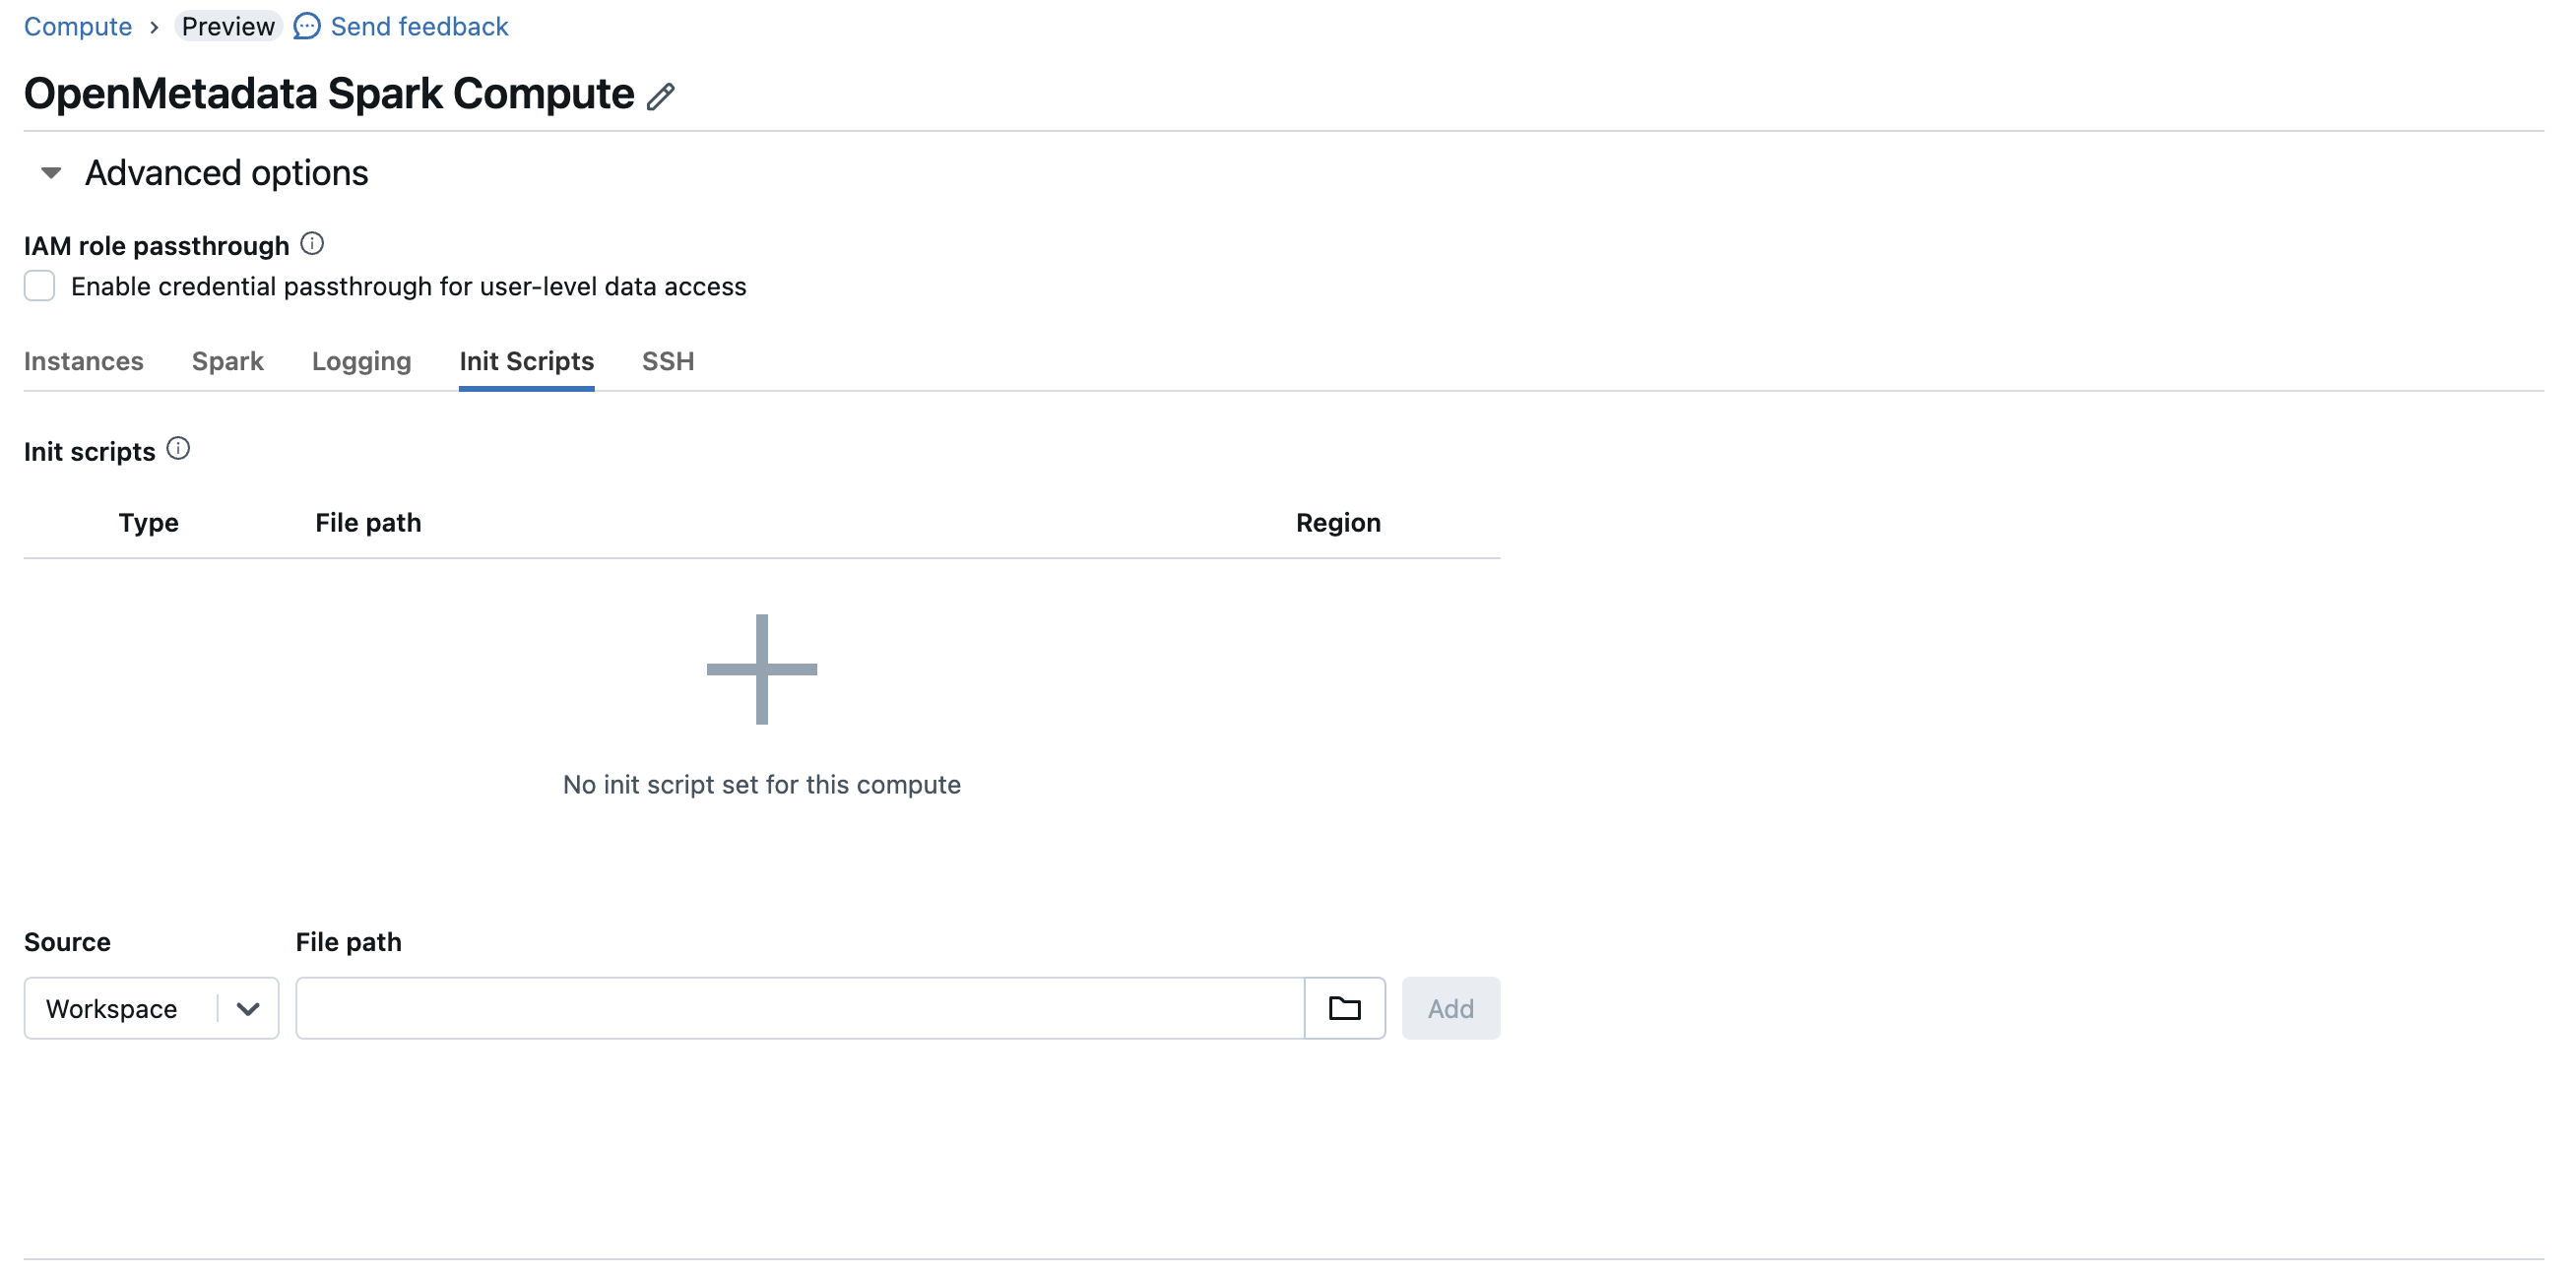 Compute › Preview Send feedback
OpenMetadata Spark Compute
Advanced options
IAM role passthrough
Enable credential passthrough for user-level data access
Instances Spark Logging Init Scripts SSH
Init scripts
Type File path Region
No init script set for this compute
Source File path
Workspace Add